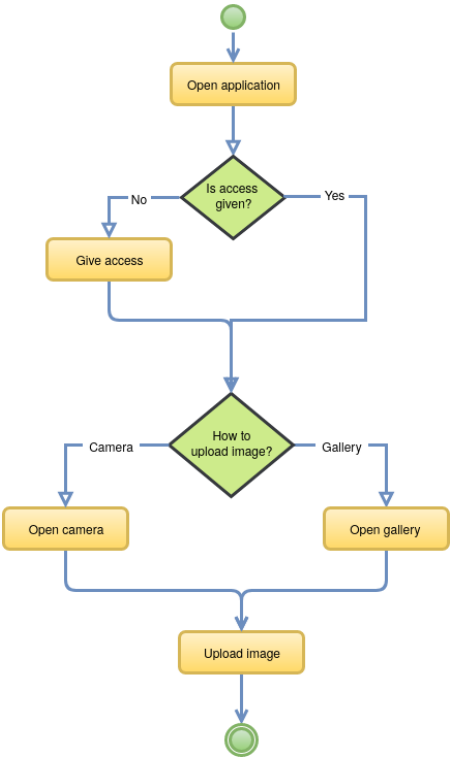 Open application
Is access
given?
No
Yes
Give access
How to
upload image?
Camera
Gallery
Open camera
Open gallery
Upload image